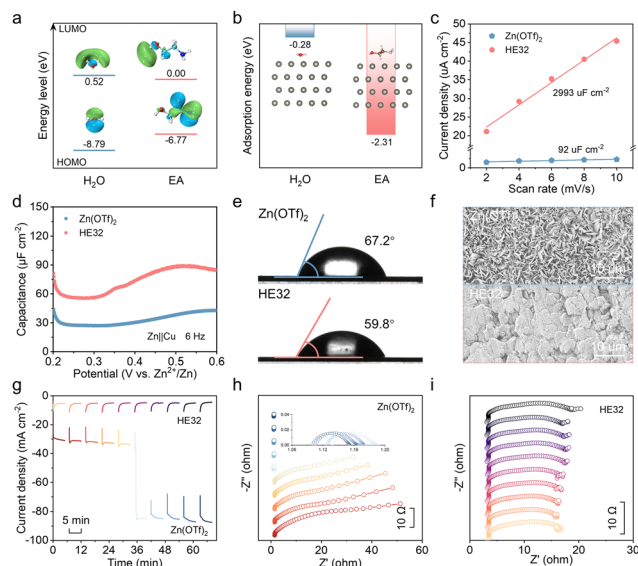 a
LUMO
0.52
0.00
-8.79
-6.77
HOMO
H₂O
EA
Energy level (eV)
b
-0.28
-2.31
H₂O
EA
Adsorption energy (eV)
c
Zn(OTf)₂
HE32
2993 uF cm⁻²
92 uF cm⁻²
50
45
40
35
30
25
20
5
0
2 4 6 8 10
Scan rate (mV/s)
Current density (uA cm⁻²)
d
Zn(OTf)₂
HE32
150
120
90
60
30
0
Zn||Cu 6 Hz
0.2 0.3 0.4 0.5 0.6
Potential (V vs. Zn²⁺/Zn)
Capacitance (μF cm⁻²)
e
Zn(OTf)₂
67.2°
HE32
59.8°
f
10 μm
HE32
10 μm
g
0
-20
-40
-60
-80
-100
HE32
5 min
Zn(OTf)₂
0 12 24 36 48 60
Time (min)
Current density (mA cm⁻²)
h
Zn(OTf)₂
0.04
0.02
0.00
1.08 1.12 1.16 1.20
10 Ω
0 20 40 60
Z' (ohm)
-Z'' (ohm)
i
HE32
10 Ω
0 10 20 30
Z' (ohm)
-Z'' (ohm)